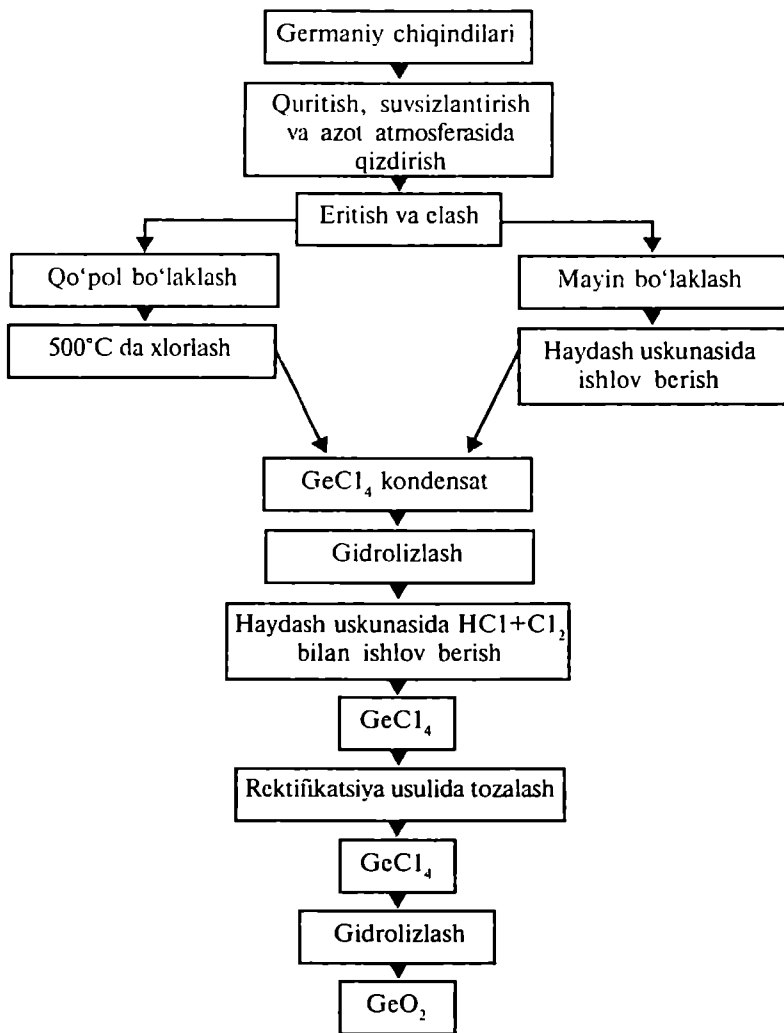 Germaniy chiqindilari
Quritish, suvsizlantirish
va azot atmosferasida
qizdirish
Eritish va elash
Qo‘pol bo‘laklash
Mayin bo‘laklash
500°C da xlorlash
Haydash uskunasida
ishlov berish
GeCl₄ kondensat
Gidrolizlash
Haydash uskunasida HCl+Cl₂
bilan ishlov berish
GeCl₄
Rektifikatsiya usulida tozalash
GeCl₄
Gidrolizlash
GeO₂